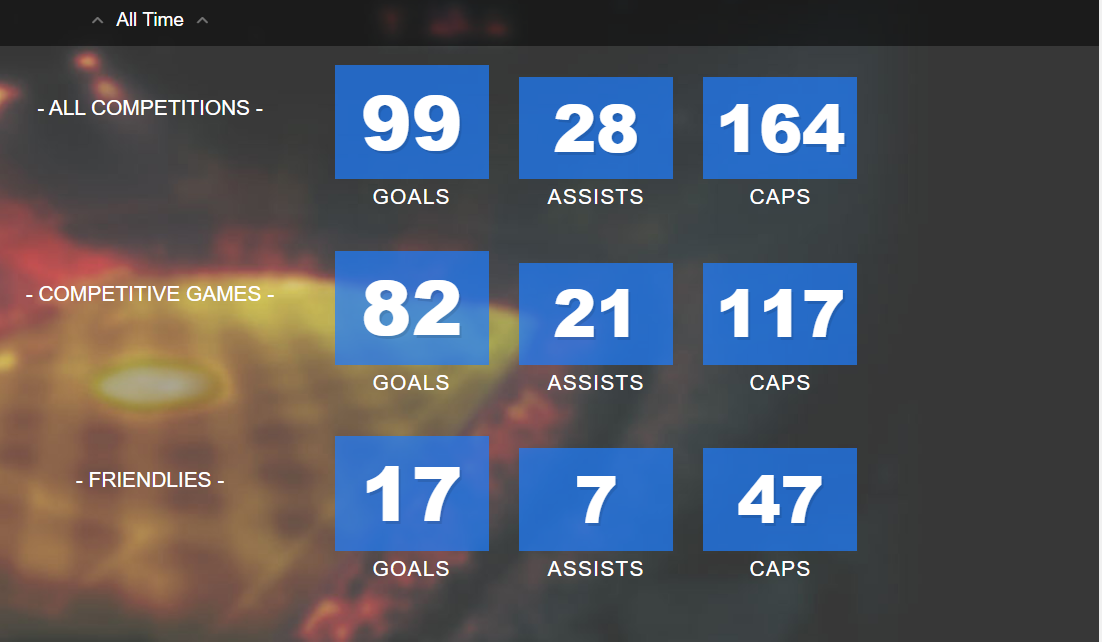 All Time
- ALL COMPETITIONS -
99 28 164
GOALS ASSISTS CAPS
- COMPETITIVE GAMES -
82 21 117
GOALS ASSISTS CAPS
- FRIENDLIES -
17 7 47
GOALS ASSISTS CAPS